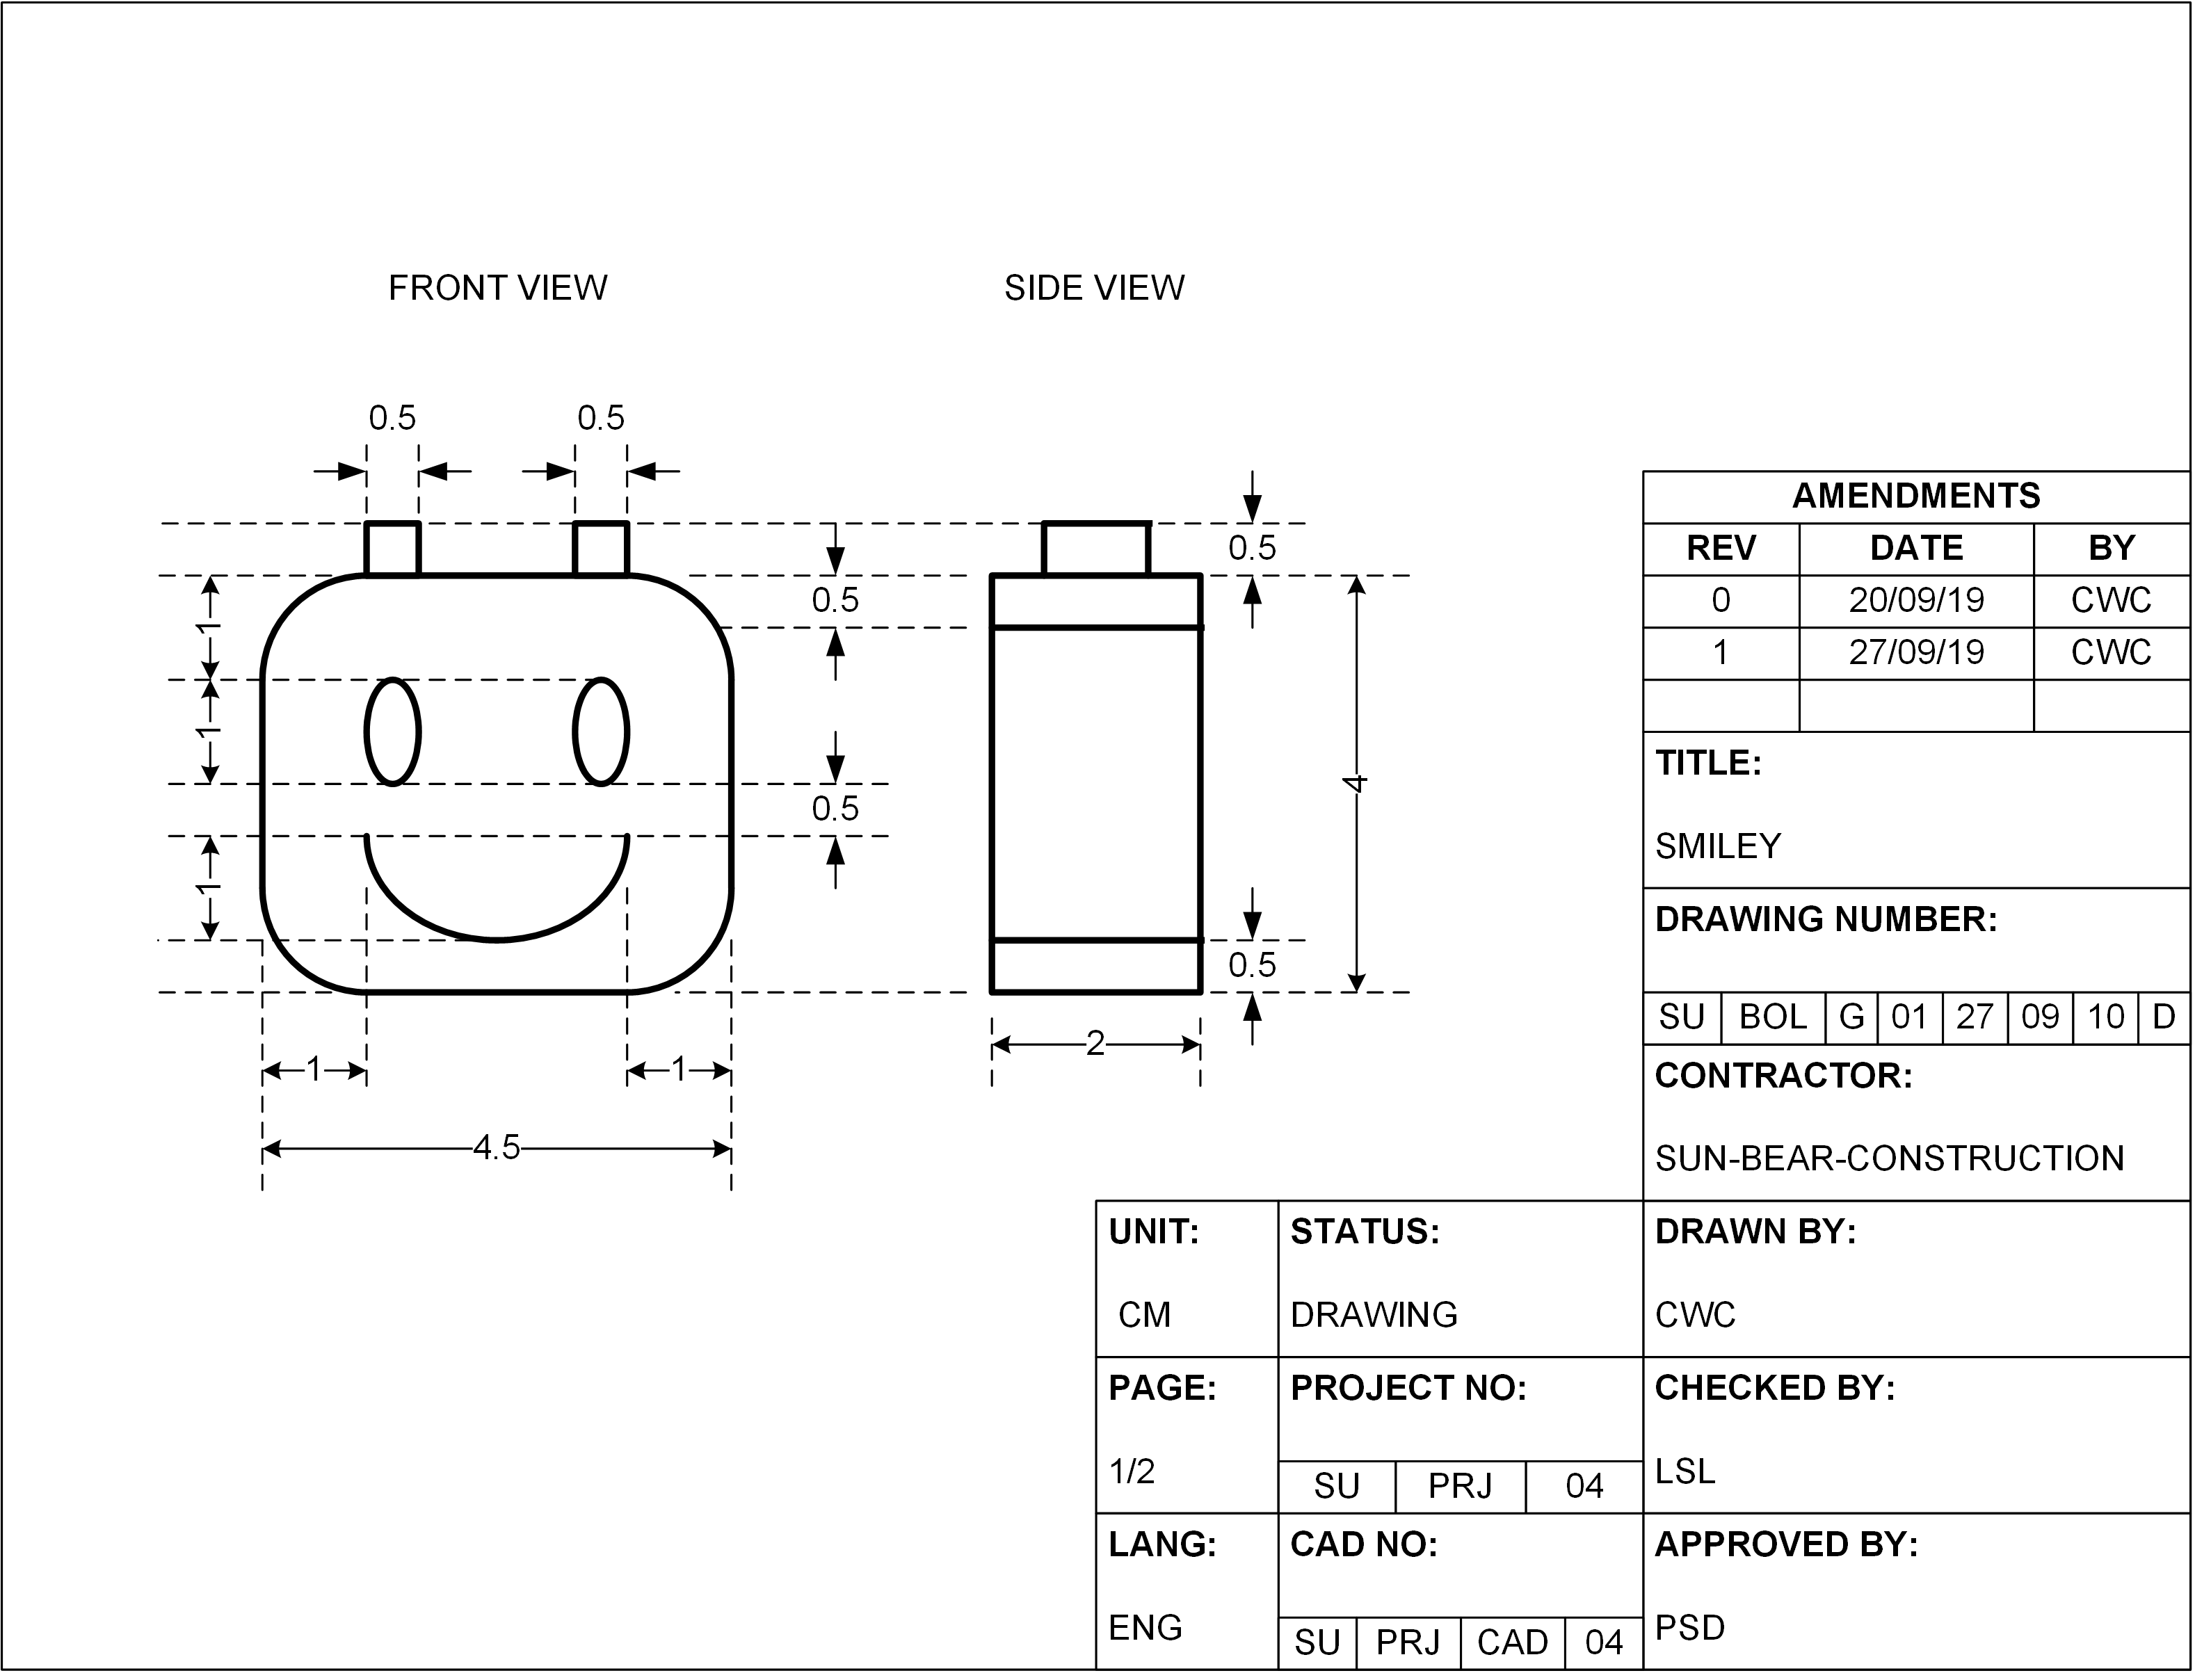 FRONT VIEW
SIDE VIEW
0.5
0.5
0.5
0.5
1
1
0.5
1
4
0.5
1
1
2
4.5
AMENDMENTS
REV DATE BY
0 20/09/19 CWC
1 27/09/19 CWC
TITLE:
SMILEY
DRAWING NUMBER:
SU BOL G 01 27 09 10 D
CONTRACTOR:
SUN-BEAR-CONSTRUCTION
UNIT: STATUS: DRAWN BY:
CM DRAWING CWC
PAGE: PROJECT NO: CHECKED BY:
1/2 SU PRJ 04 LSL
LANG: CAD NO: APPROVED BY:
ENG SU PRJ CAD 04 PSD